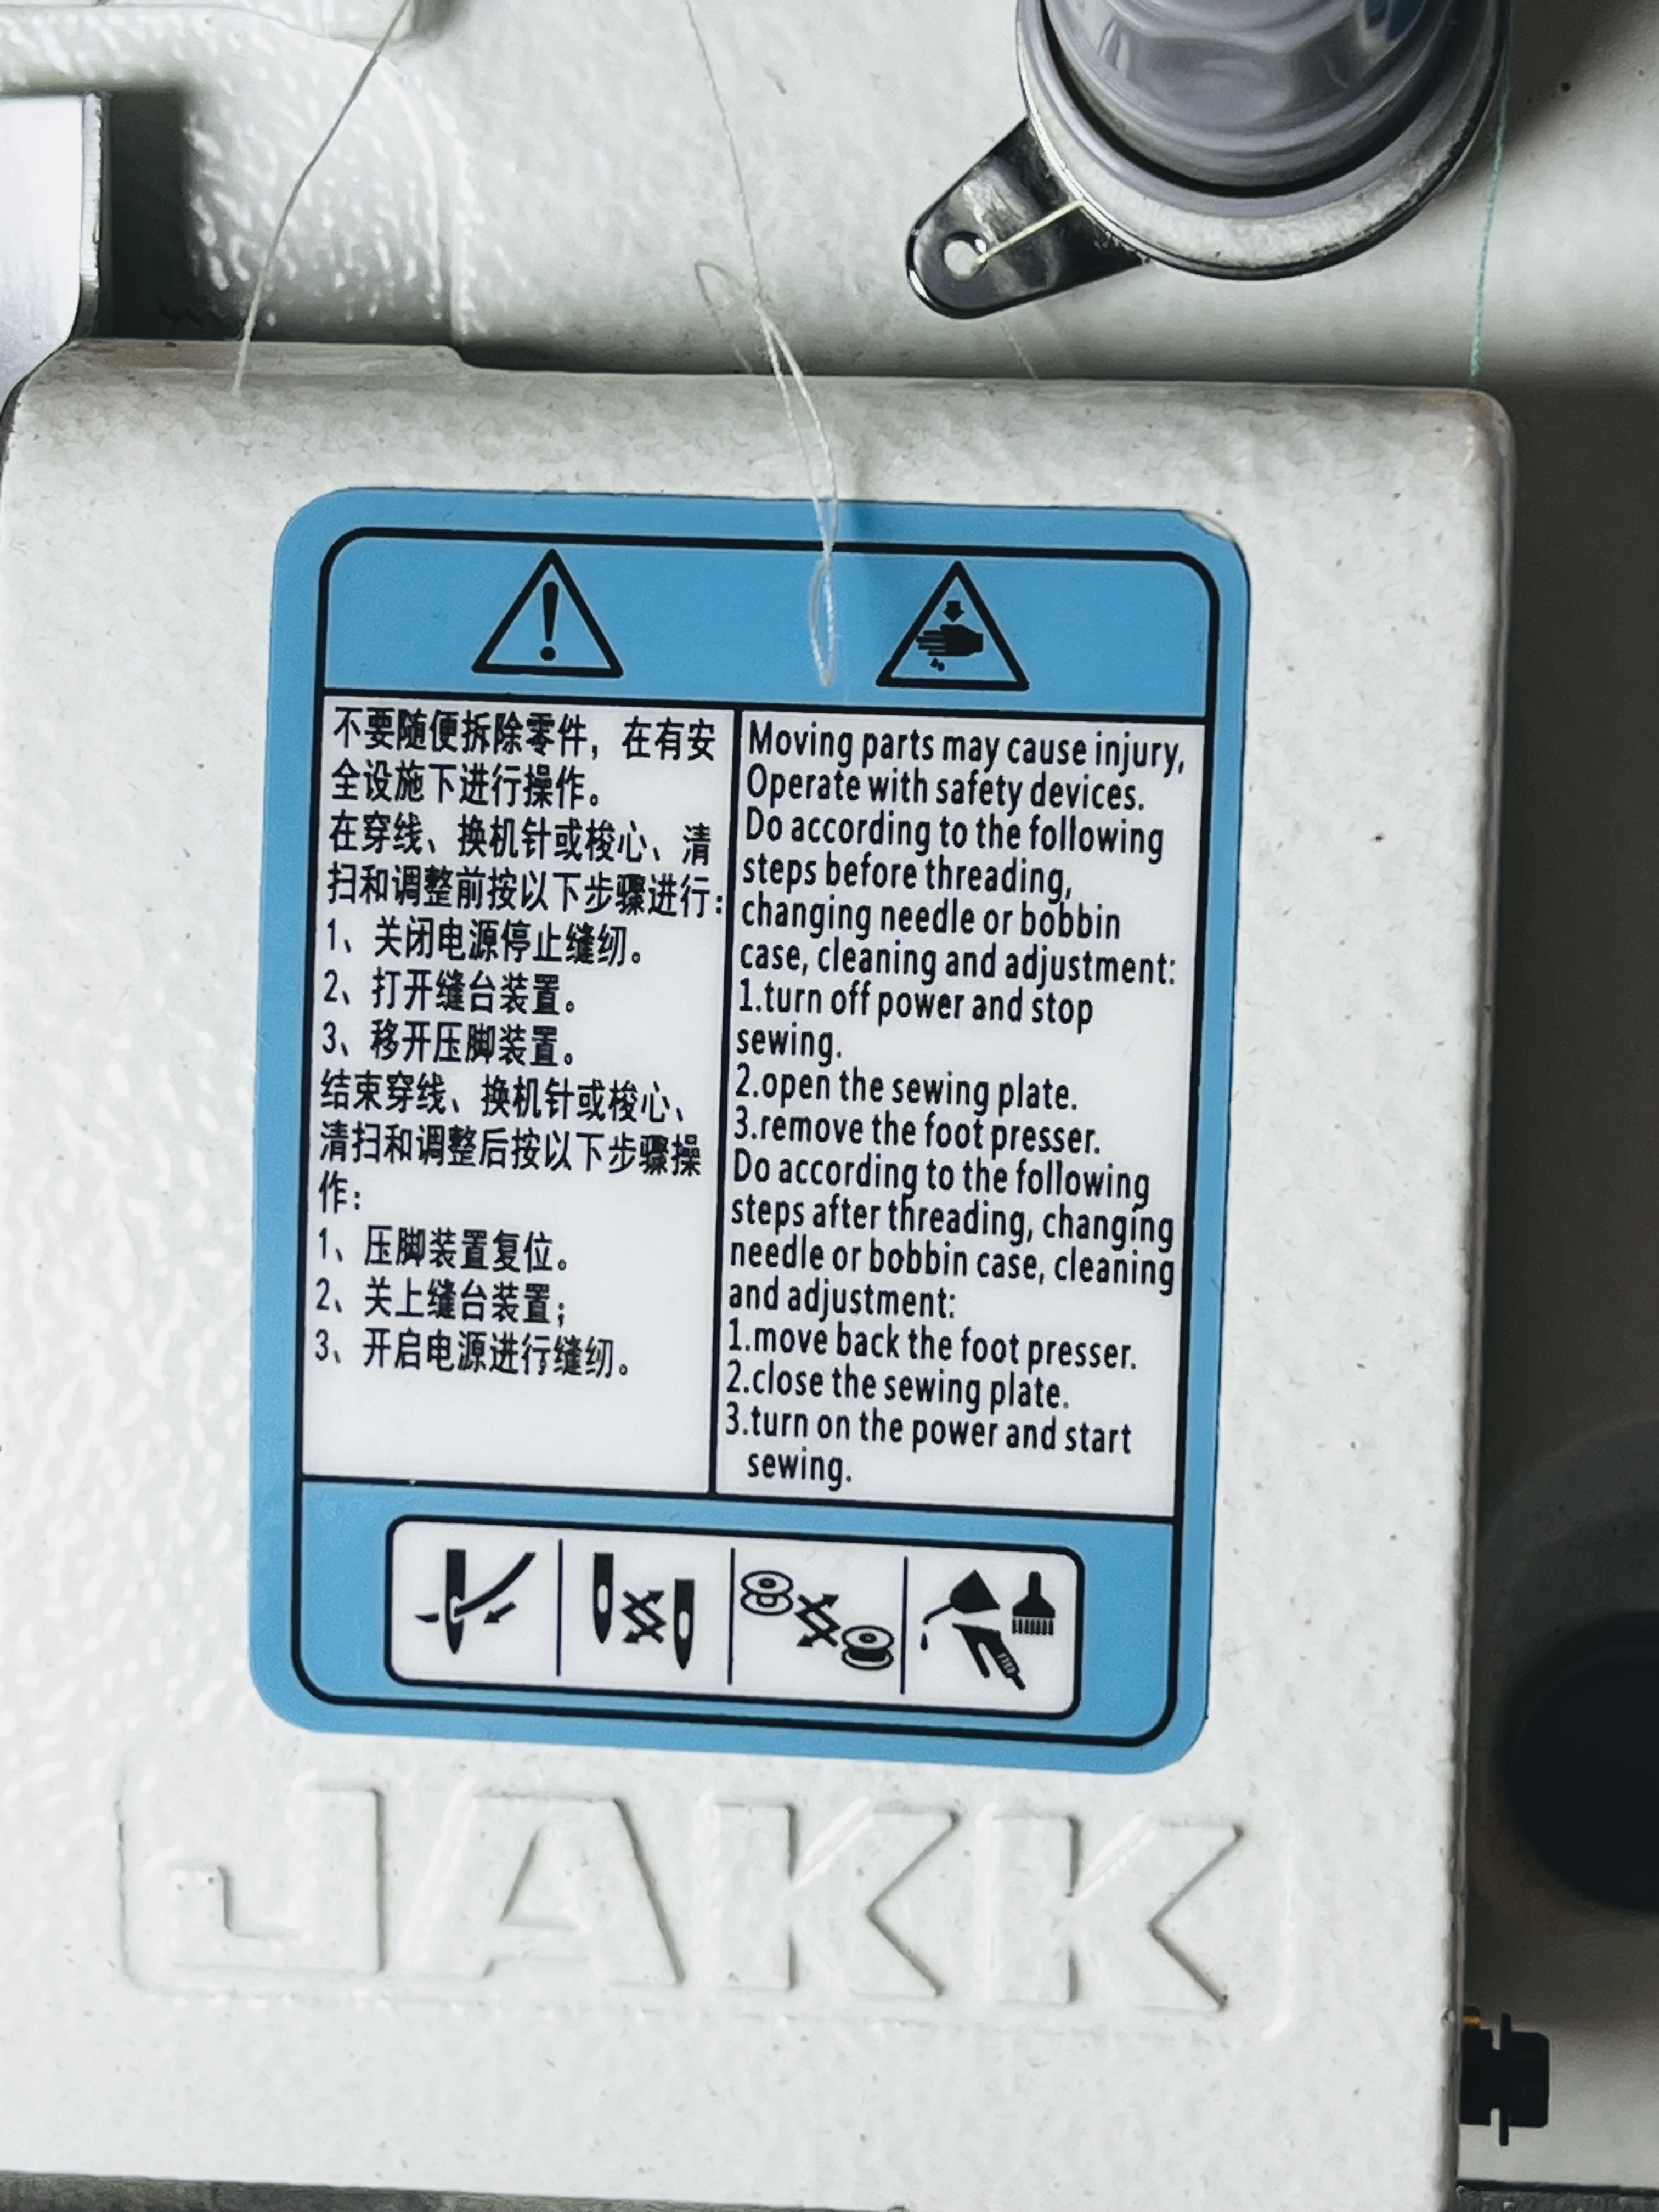 不要随便拆除零件，在有安
全设施下进行操作。
在穿线、换机针或梭心、清
扫和调整前按以下步骤进行：
1、关闭电源停止缝纫。
2、打开缝台装置。
3、移开压脚装置。
结束穿线、换机针或梭心、
清扫和调整后按以下步骤操
作：
1、压脚装置复位。
2、关上缝台装置；
3、开启电源进行缝纫。
Moving parts may cause injury,
Operate with safety devices.
Do according to the following
steps before threading,
changing needle or bobbin
case, cleaning and adjustment:
1.turn off power and stop
sewing.
2.open the sewing plate.
3.remove the foot presser.
Do according to the following
steps after threading, changing
needle or bobbin case, cleaning
and adjustment:
1.move back the foot presser.
2.close the sewing plate.
3.turn on the power and start
sewing.
JAKK